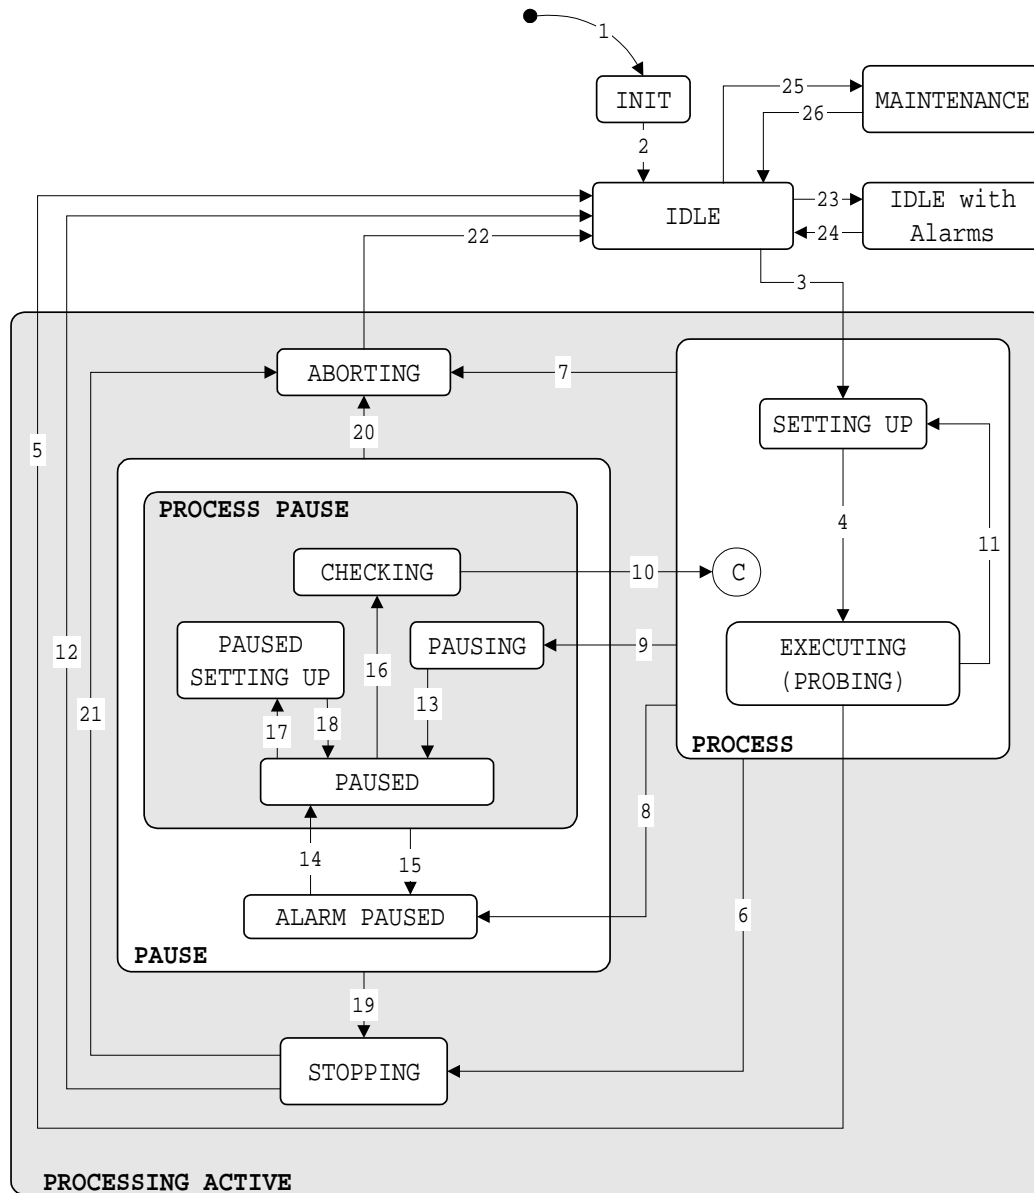 1
INIT
25
MAINTENANCE
26
2
IDLE
23
IDLE with
Alarms
24
22
3
ABORTING
7
SETTING UP
5
20
PROCESS PAUSE
4
11
CHECKING
10
C
12
PAUSED
SETTING UP
16
PAUSING
9
EXECUTING
(PROBING)
21
17
18
13
PROCESS
PAUSED
8
14
15
ALARM PAUSED
6
PAUSE
19
STOPPING
PROCESSING ACTIVE